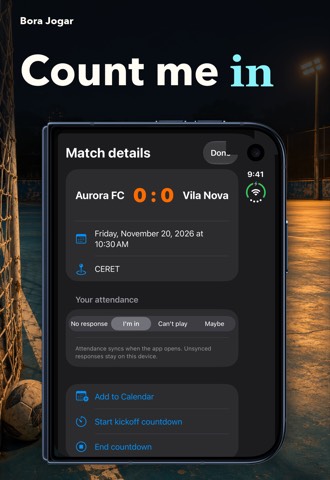 Bora Jogar
Count me in
9:41
Match details
Aurora FC 0 : 0 Vila Nova
Friday, November 20, 2026 at
10:30 AM
CERET
Your attendance
No response I'm in Can't play Maybe
Attendance syncs when the app opens. Unsynced
responses stay on this device.
Add to Calendar
Start kickoff countdown
End countdown